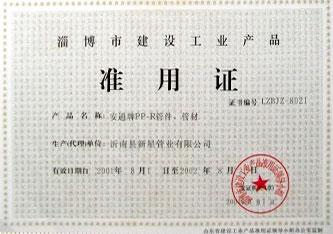 淄博市建设工业产品
准用证
证书编号 LZBJZ-8021
产品名称: 安通牌PP-R管件、管材
生产(代理)单位: 沂南县新星管业有限公司
有效日期自 2001年 8月1 日至2002年 8月